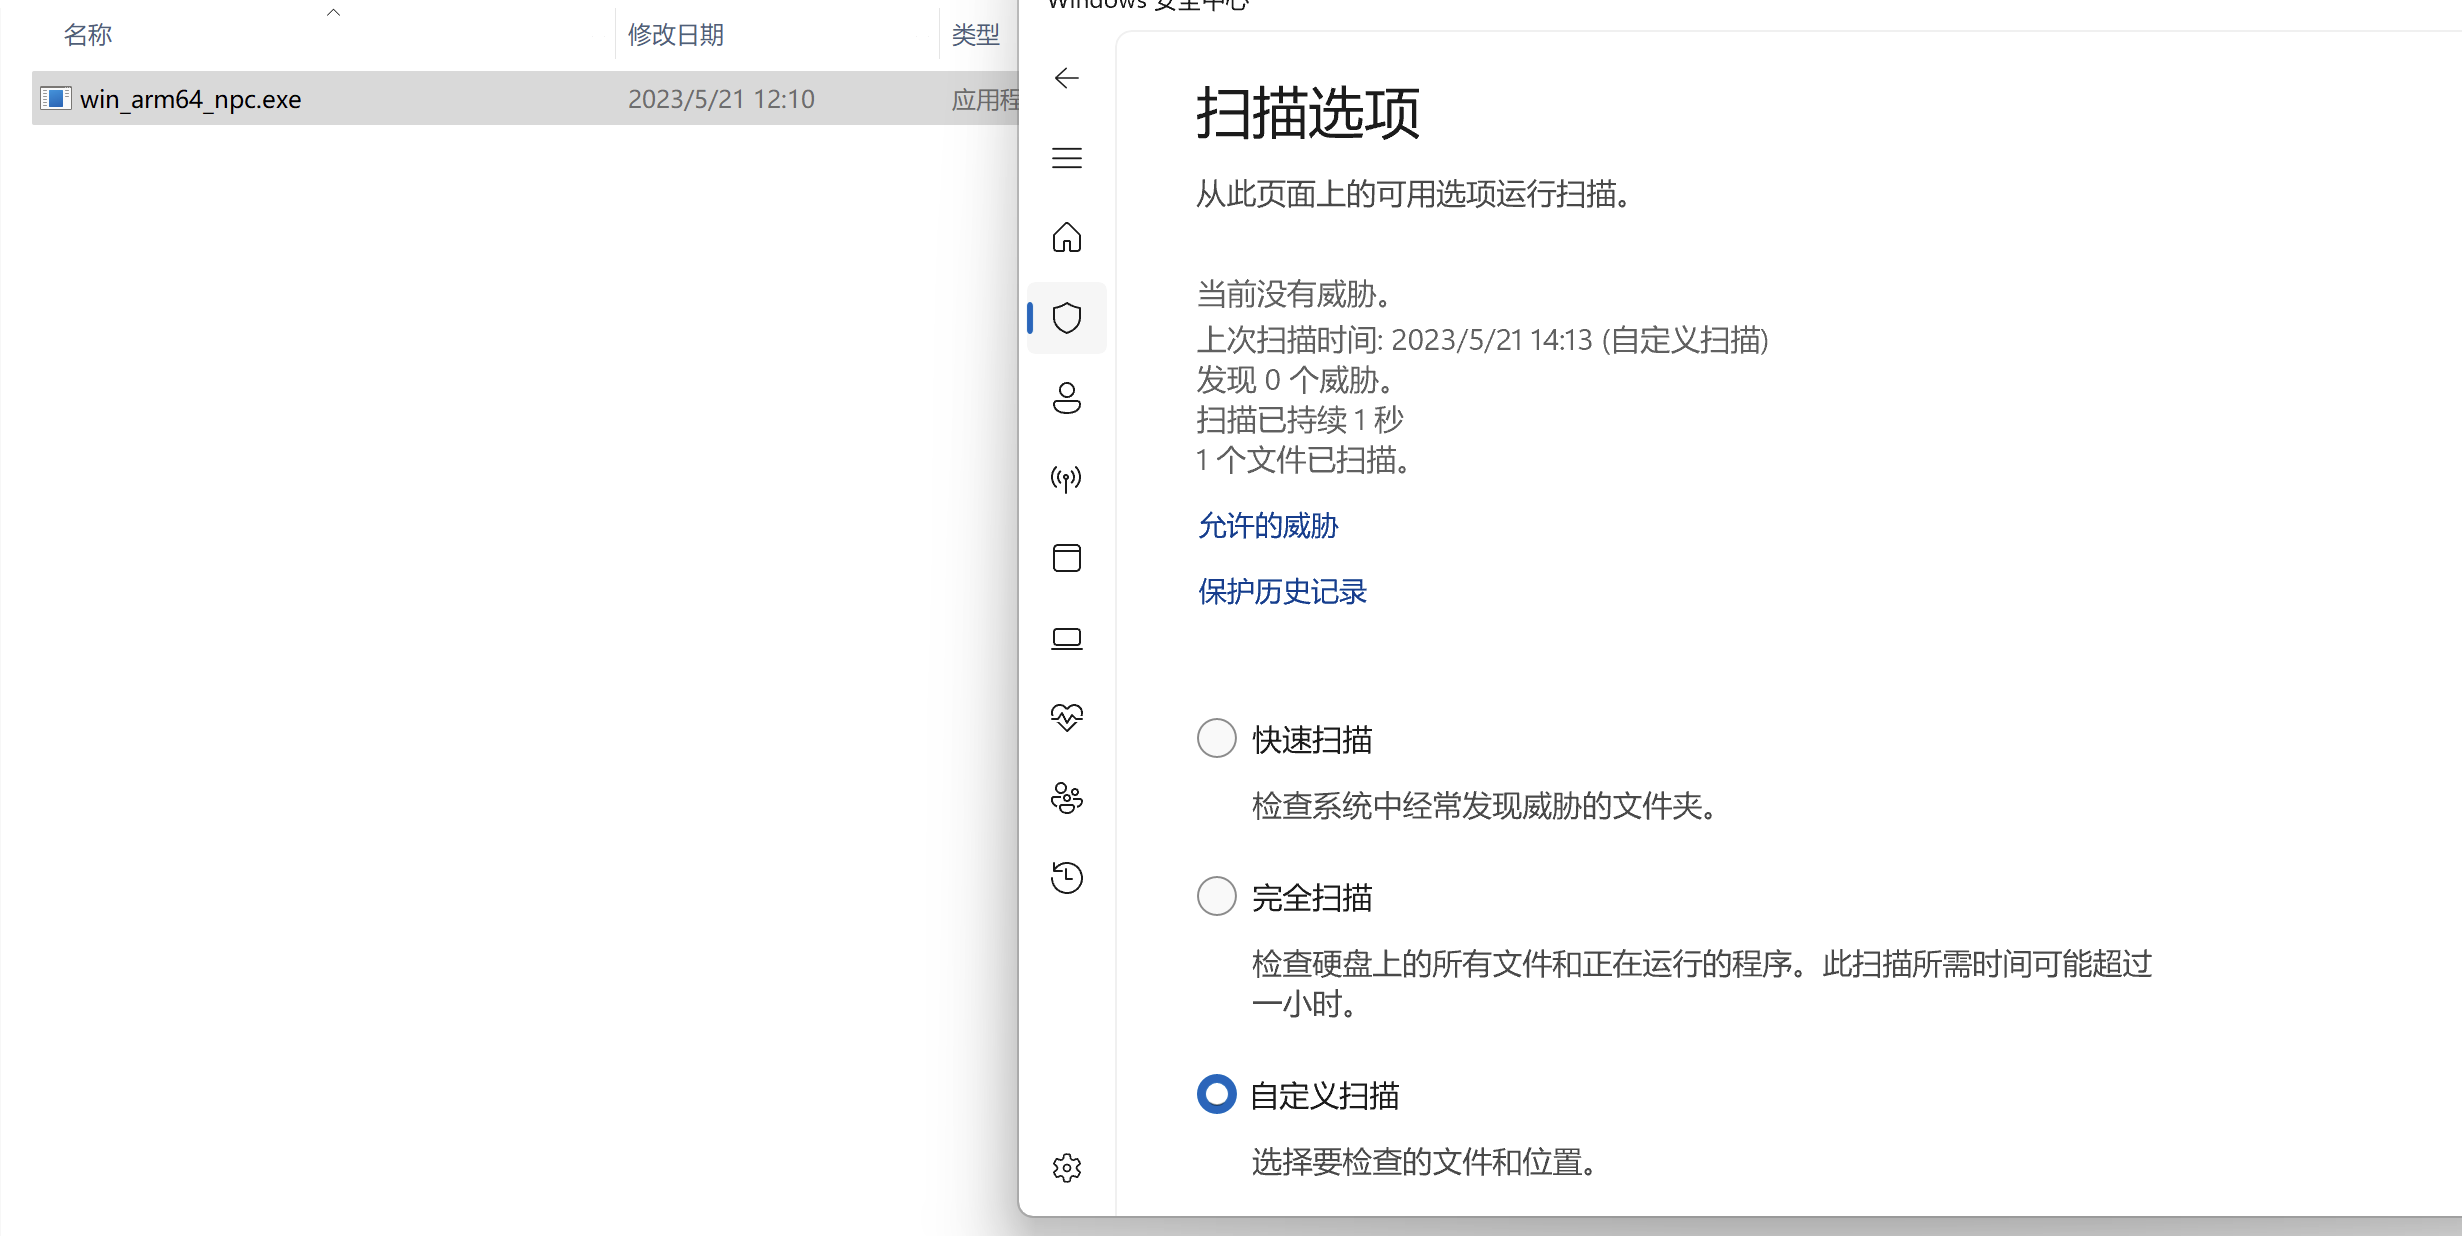 名称
修改日期
类型
win_arm64_npc.exe
2023/5/21 12:10
应用程
Windows 安全中心
扫描选项
从此页面上的可用选项运行扫描。
当前没有威胁。
上次扫描时间: 2023/5/21 14:13 (自定义扫描)
发现 0 个威胁。
扫描已持续 1 秒
1 个文件已扫描。
允许的威胁
保护历史记录
快速扫描
检查系统中经常发现威胁的文件夹。
完全扫描
检查硬盘上的所有文件和正在运行的程序。此扫描所需时间可能超过
一小时。
自定义扫描
选择要检查的文件和位置。